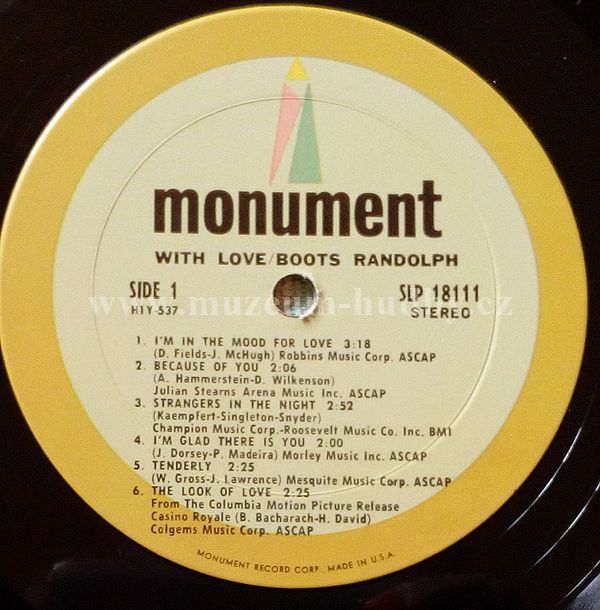 monument
WITH LOVE/BOOTS RANDOLPH
SIDE 1
H1Y-537
SLP 18111
STEREO
www.muzeum-hudby.cz
1. I'M IN THE MOOD FOR LOVE 3:18
(D. Fields-J. McHugh) Robbins Music Corp. ASCAP
2. BECAUSE OF YOU 2:06
(A. Hammerstein-D. Wilkenson)
Julian Stearns Arena Music Inc. ASCAP
3. STRANGERS IN THE NIGHT 2:52
(Kaempfert-Singleton-Snyder)
Champion Music Corp.-Roosevelt Music Co. Inc. BMI
4. I'M GLAD THERE IS YOU 2:00
(J. Dorsey-P. Madeira) Morley Music Inc. ASCAP
5. TENDERLY 2:25
(W. Gross-J. Lawrence) Mesquite Music Corp. ASCAP
6. THE LOOK OF LOVE 2:25
From The Columbia Motion Picture Release
Casino Royale (B. Bacharach-H. David)
Colgems Music Corp. ASCAP
MONUMENT RECORD CORP., MADE IN U.S.A.